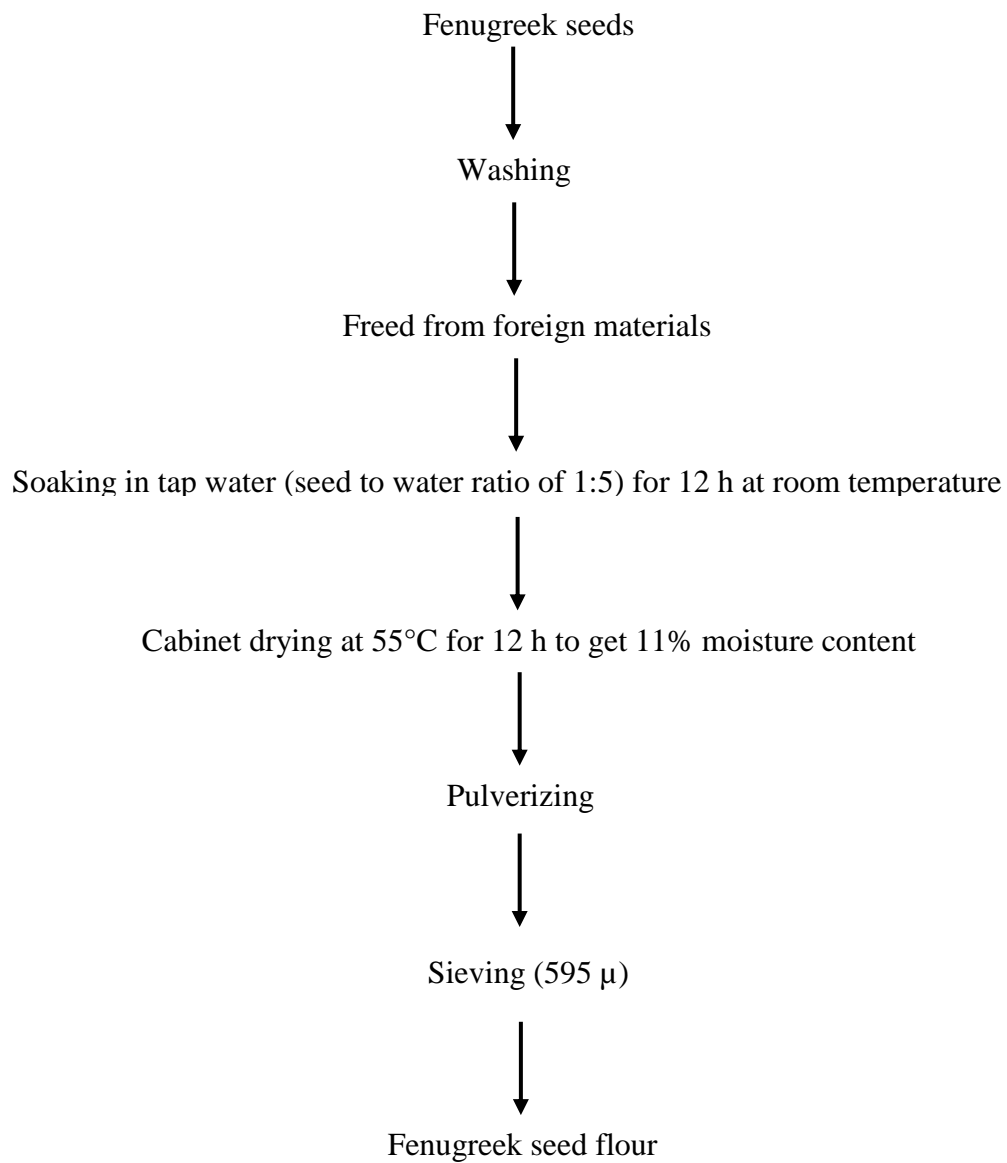 Fenugreek seeds
Washing
Freed from foreign materials
Soaking in tap water (seed to water ratio of 1:5) for 12 h at room temperature
Cabinet drying at 55°C for 12 h to get 11% moisture content
Pulverizing
Sieving (595 µ)
Fenugreek seed flour